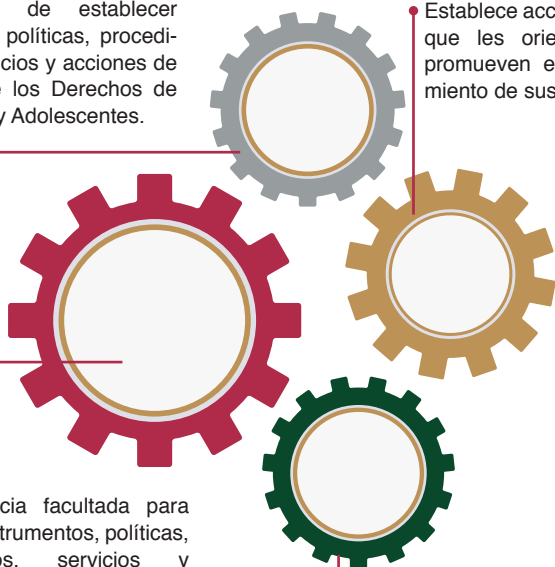 de establecer
políticas, procedi-
cios y acciones de
los Derechos de
y Adolescentes.
Establece acc
que les orie
promueven e
miento de sus
cia facultada para
trumentos, políticas,
os, servicios y